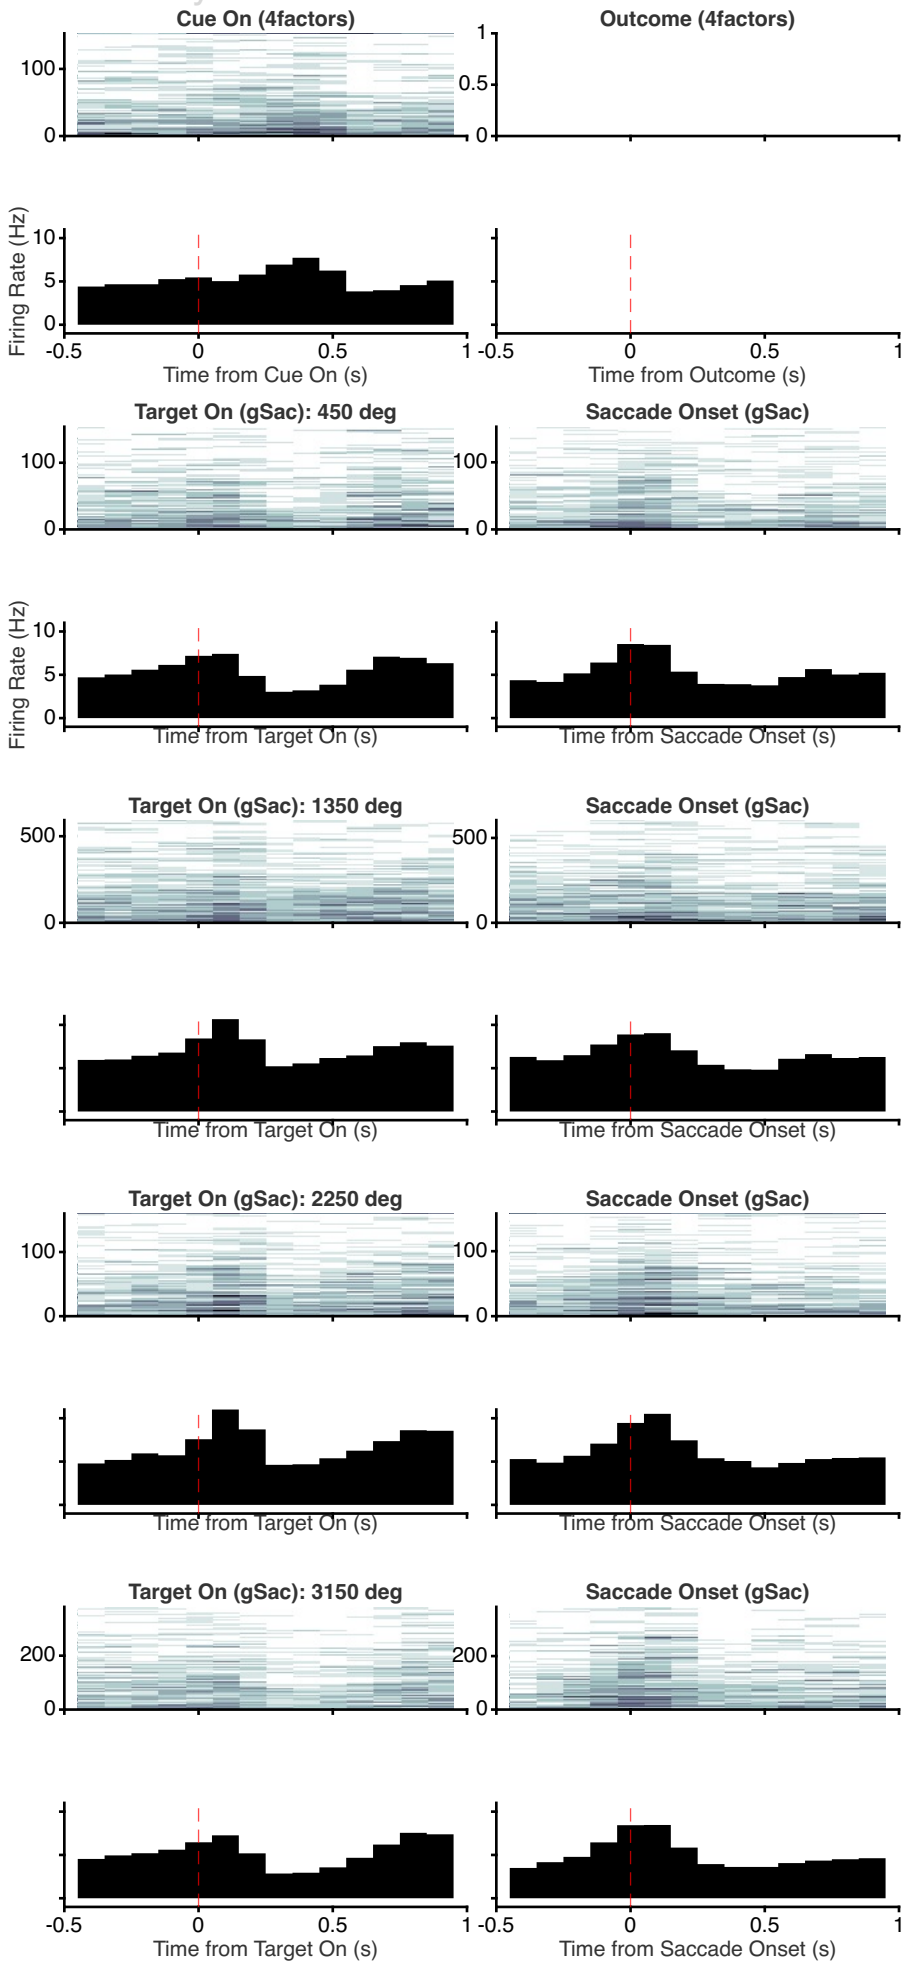 Cue On (4factors)
Outcome (4factors)
100
0
1
0.5
0
Firing Rate (Hz)
10
5
0
-0.5 0 0.5 1
-0.5 0 0.5 1
Time from Cue On (s)
Time from Outcome (s)
Target On (gSac): 450 deg
Saccade Onset (gSac)
100
0
100
0
Firing Rate (Hz)
10
5
0
Time from Target On (s)
Time from Saccade Onset (s)
Target On (gSac): 1350 deg
Saccade Onset (gSac)
500
0
500
0
Time from Target On (s)
Time from Saccade Onset (s)
Target On (gSac): 2250 deg
Saccade Onset (gSac)
100
0
100
0
Time from Target On (s)
Time from Saccade Onset (s)
Target On (gSac): 3150 deg
Saccade Onset (gSac)
200
0
200
0
-0.5 0 0.5 1
-0.5 0 0.5 1
Time from Target On (s)
Time from Saccade Onset (s)